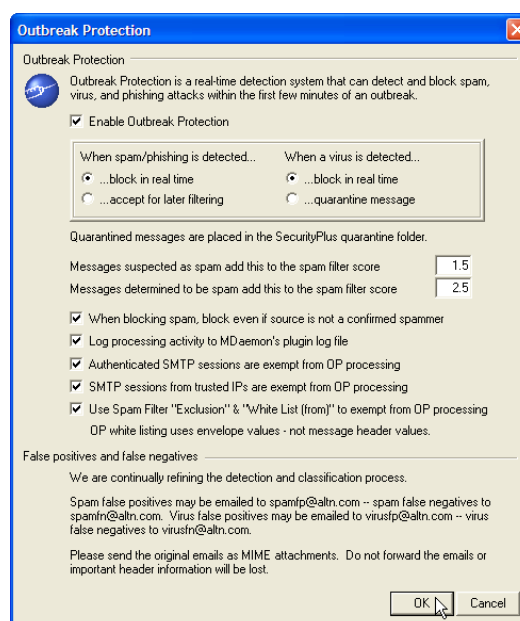 Outbreak Protection
Outbreak Protection
Outbreak Protection is a real-time detection system that can detect and block spam,
virus, and phishing attacks within the first few minutes of an outbreak.
Enable Outbreak Protection
When spam/phishing is detected...
When a virus is detected...
...block in real time
...block in real time
...accept for later filtering
...quarantine message
Quarantined messages are placed in the SecurityPlus quarantine folder.
Messages suspected as spam add this to the spam filter score
1.5
Messages determined to be spam add this to the spam filter score
2.5
When blocking spam, block even if source is not a confirmed spammer
Log processing activity to MDaemon's plugin log file
Authenticated SMTP sessions are exempt from OP processing
SMTP sessions from trusted IPs are exempt from OP processing
Use Spam Filter "Exclusion" & "White List (from)" to exempt from OP processing
OP white listing uses envelope values - not message header values.
False positives and false negatives
We are continually refining the detection and classification process.
Spam false positives may be emailed to spamfp@altn.com -- spam false negatives to
spamfn@altn.com. Virus false positives may be emailed to virusfp@altn.com -- virus
false negatives to virusfn@altn.com.
Please send the original emails as MIME attachments. Do not forward the emails or
important header information will be lost.
OK
Cancel